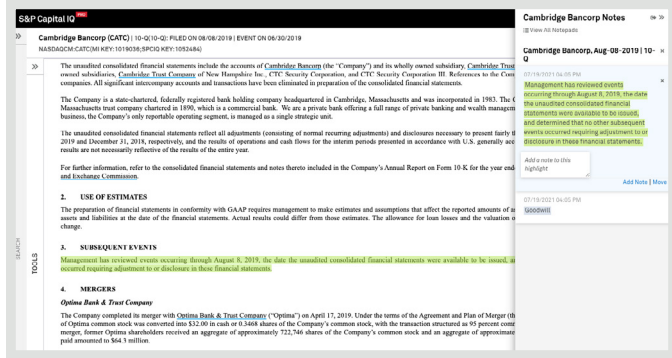 S&P Capital IQ PRO
Cambridge Bancorp (CATC) | 10-Q(10-Q): FILED ON 08/08/2019 | EVENT ON 06/30/2019
NASDAQCM:CATC(MI KEY:1019036;SPCIQ KEY:1052484)
The unaudited consolidated financial statements include the accounts of Cambridge Bancorp (the “Company”) and its wholly owned subsidiary, Cambridge Trust
owned subsidiaries, Cambridge Trust Company of New Hampshire Inc., CTC Security Corporation, and CTC Security Corporation III. References to the Com
companies. All significant intercompany accounts and transactions have been eliminated in preparation of the consolidated financial statements.
The Company is a state-chartered, federally registered bank holding company headquartered in Cambridge, Massachusetts and was incorporated in 1983. The C
Massachusetts trust company chartered in 1890, which is a commercial bank. We are a private bank offering a full range of private banking and wealth managem
business, the Company’s only reportable operating segment, is managed as a single strategic unit.
The unaudited consolidated financial statements reflect all adjustments (consisting of normal recurring adjustments) and disclosures necessary to present fairly t
2019 and December 31, 2018, respectively, and the results of operations and cash flows for the interim periods presented in accordance with U.S. generally acce
results are not necessarily reflective of the results of the entire year.
For further information, refer to the consolidated financial statements and notes thereto included in the Company’s Annual Report on Form 10-K for the year end
and Exchange Commission.
2. USE OF ESTIMATES
The preparation of financial statements in conformity with GAAP requires management to make estimates and assumptions that affect the reported amounts of as
assets and liabilities at the date of the financial statements. Actual results could differ from those estimates. The allowance for loan losses and the valuation o
change.
3. SUBSEQUENT EVENTS
Management has reviewed events occurring through August 8, 2019, the date the unaudited consolidated financial statements were available to be issued, an
occurred requiring adjustment to or disclosure in these financial statements.
4. MERGERS
Optima Bank & Trust Company
The Company completed its merger with Optima Bank & Trust Company (“Optima”) on April 17, 2019. Under the terms of the Agreement and Plan of Merger (th
of Optima common stock was converted into $32.00 in cash or 0.3468 shares of the Company’s common stock, with the transaction structured as 95 percent comm
merger, former Optima shareholders received an aggregate of approximately 722,746 shares of the Company’s common stock and an aggregate of approximate
paid amounted to $64.3 million.
SEARCH
TOOLS
Cambridge Bancorp Notes
View All Notepads
Cambridge Bancorp, Aug-08-2019 | 10-
Q
07/19/2021 04:05 PM
Management has reviewed events
occurring through August 8, 2019, the date
the unaudited consolidated financial
statements were available to be issued,
and determined that no other subsequent
events occurred requiring adjustment to or
disclosure in these financial statements.
Add a note to this
highlight
Add Note | Move
07/19/2021 04:05 PM
Goodwill